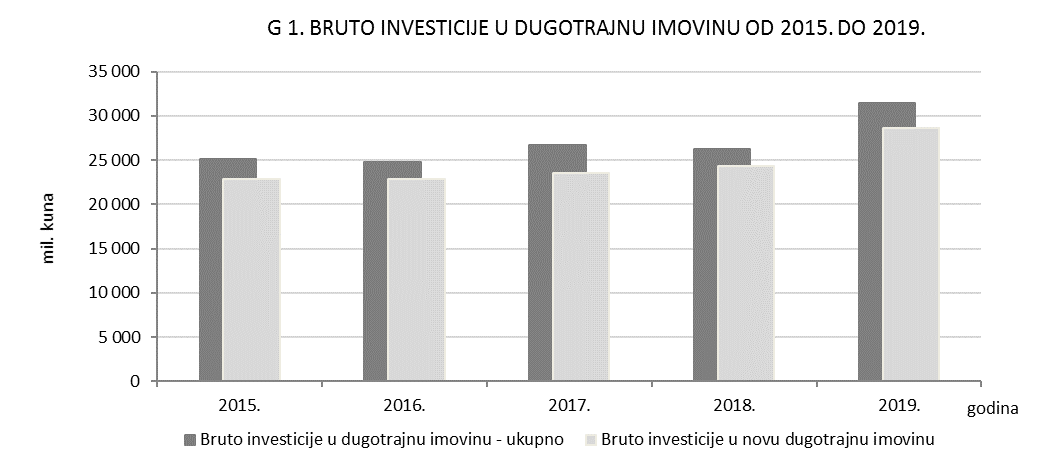 G 1. BRUTO INVESTICIJE U DUGOTRAJNU IMOVINU OD 2015. DO 2019.
35 000
30 000
25 000
20 000
15 000
10 000
5 000
0
mil. kuna
2015. 2016. 2017. 2018. 2019. godina
Bruto investicije u dugotrajnu imovinu - ukupno Bruto investicije u novu dugotrajnu imovinu